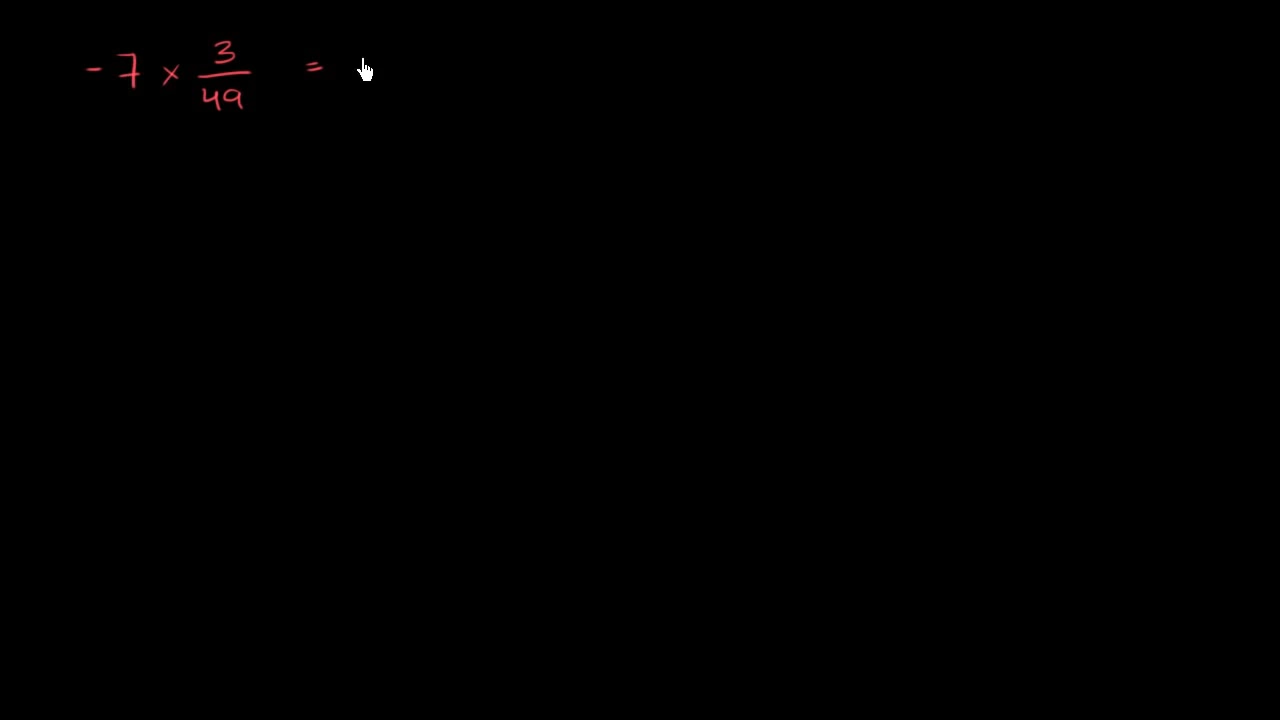 -7 × 3/49 =